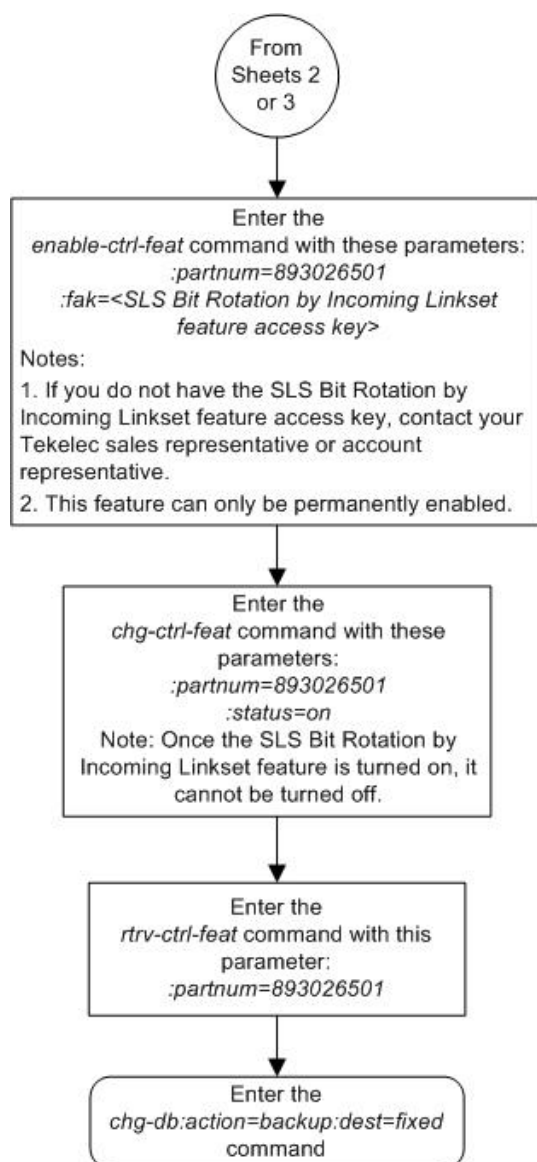 From
Sheets 2
or 3
Enter the
enable-ctrl-feat command with these parameters:
:partnum=893026501
:fak=<SLS Bit Rotation by Incoming Linkset
feature access key>
Notes:
1. If you do not have the SLS Bit Rotation by
Incoming Linkset feature access key, contact your
Tekelec sales representative or account
representative.
2. This feature can only be permanently enabled.
Enter the
chg-ctrl-feat command with these
parameters:
:partnum=893026501
:status=on
Note: Once the SLS Bit Rotation by
Incoming Linkset feature is turned on, it
cannot be turned off.
Enter the
rtrv-ctrl-feat command with this
parameter:
:partnum=893026501
Enter the
chg-db:action=backup:dest=fixed
command